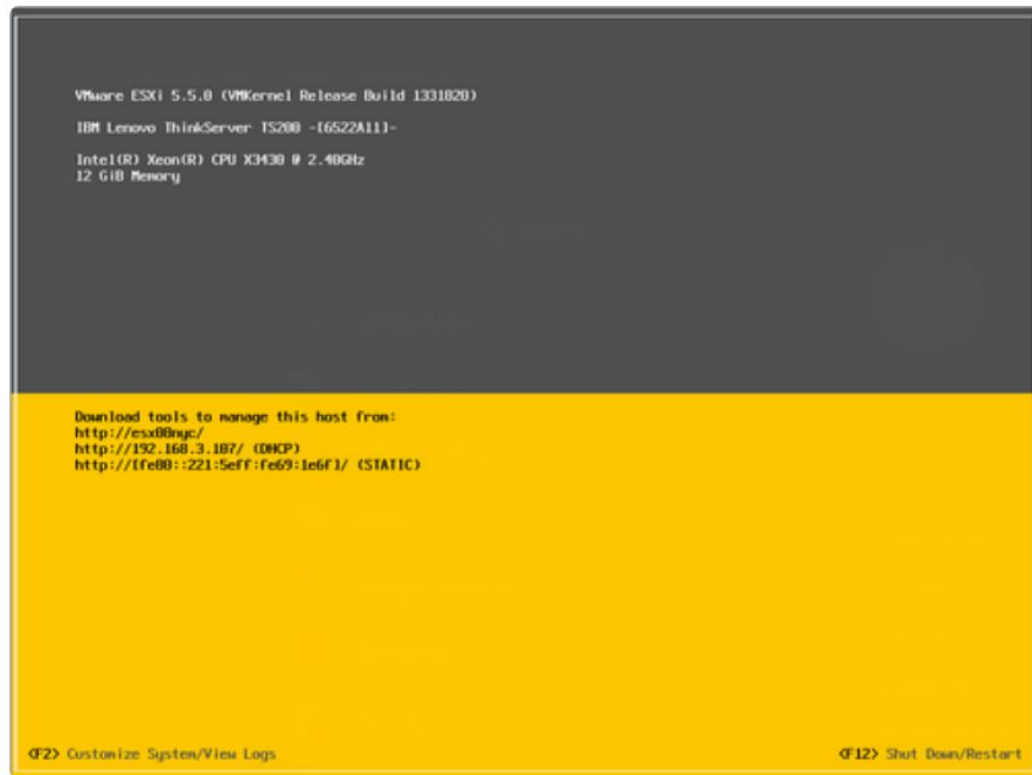 VMware ESXi 5.5.0 (VMKernel Release Build 1331820)
IBM Lenovo ThinkServer TS200 -[6522A11]-
Intel(R) Xeon(R) CPU X3430 @ 2.40GHz
12 GiB Memory
Download tools to manage this host from:
http://esx00nyc/
http://192.168.3.107/ (DHCP)
http://[fe80::221:5eff:fe69:1e6f]/ (STATIC)
<F2> Customize System/View Logs
<F12> Shut Down/Restart